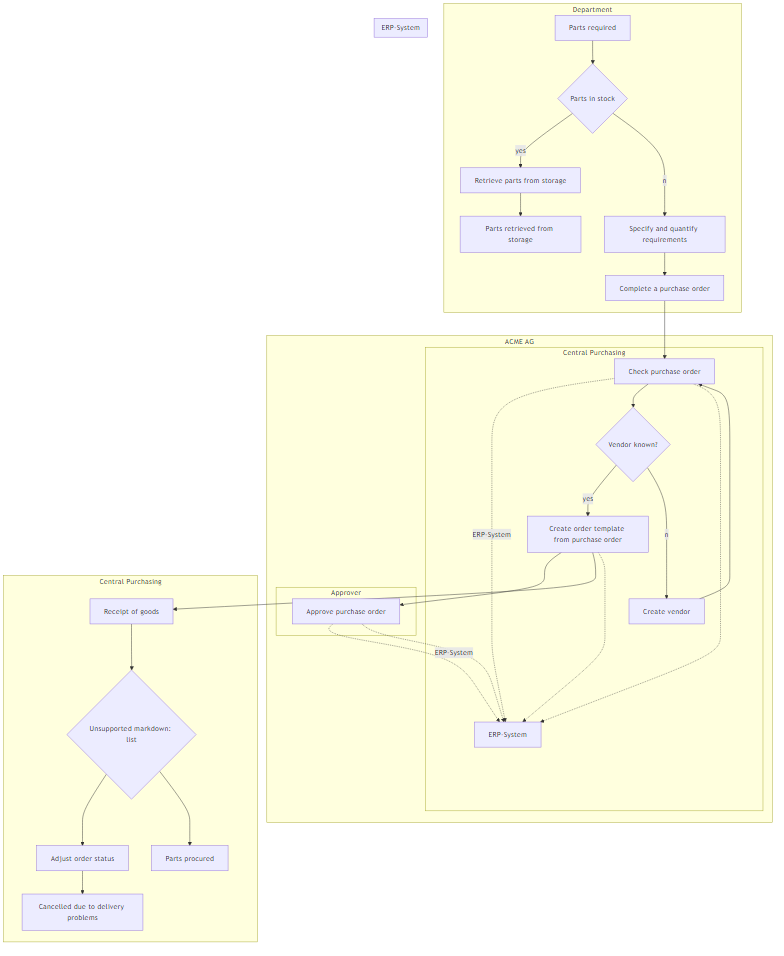 Department
ERP-System
Parts required
Parts in stock
yes
n
Retrieve parts from storage
Parts retrieved from
storage
Specify and quantify
requirements
Complete a purchase order
ACME AG
Central Purchasing
Check purchase order
Vendor known?
yes
n
ERP-System
Create order template
from purchase order
Create vendor
Approver
Approve purchase order
ERP-System
ERP-System
Central Purchasing
Receipt of goods
Unsupported markdown:
list
Adjust order status
Parts procured
Cancelled due to delivery
problems